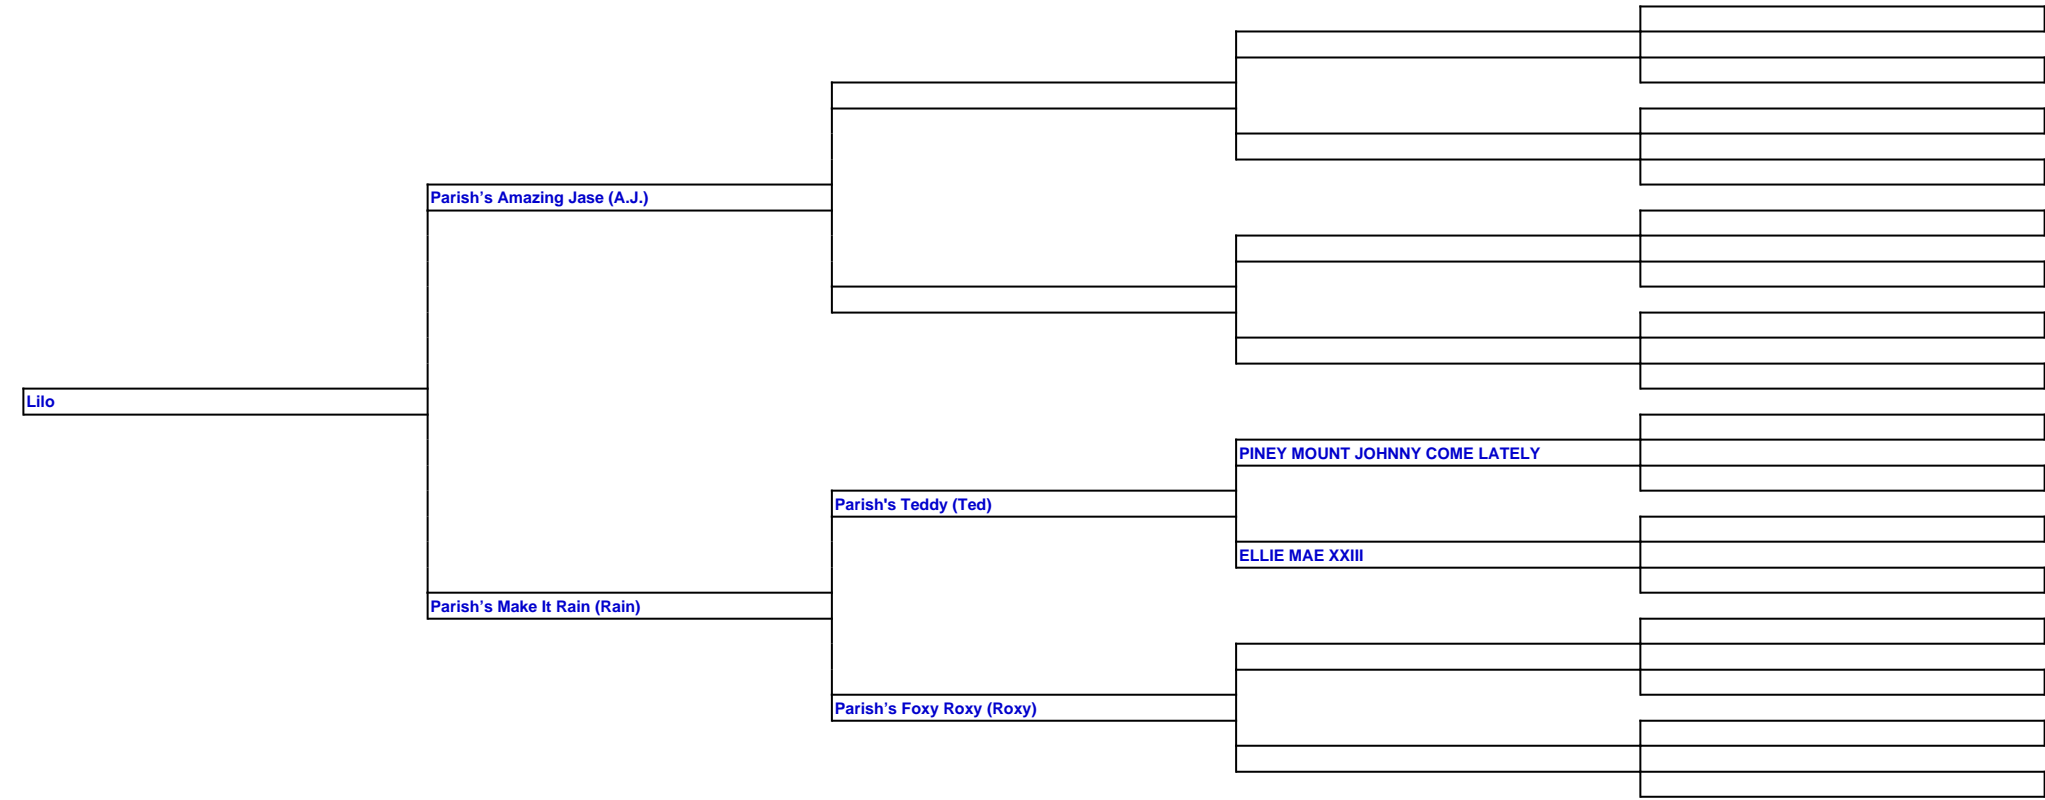 Parish’s Amazing Jase (A.J.)
Lilo
PINEY MOUNT JOHNNY COME LATELY
Parish's Teddy (Ted)
ELLIE MAE XXIII
Parish’s Make It Rain (Rain)
Parish’s Foxy Roxy (Roxy)